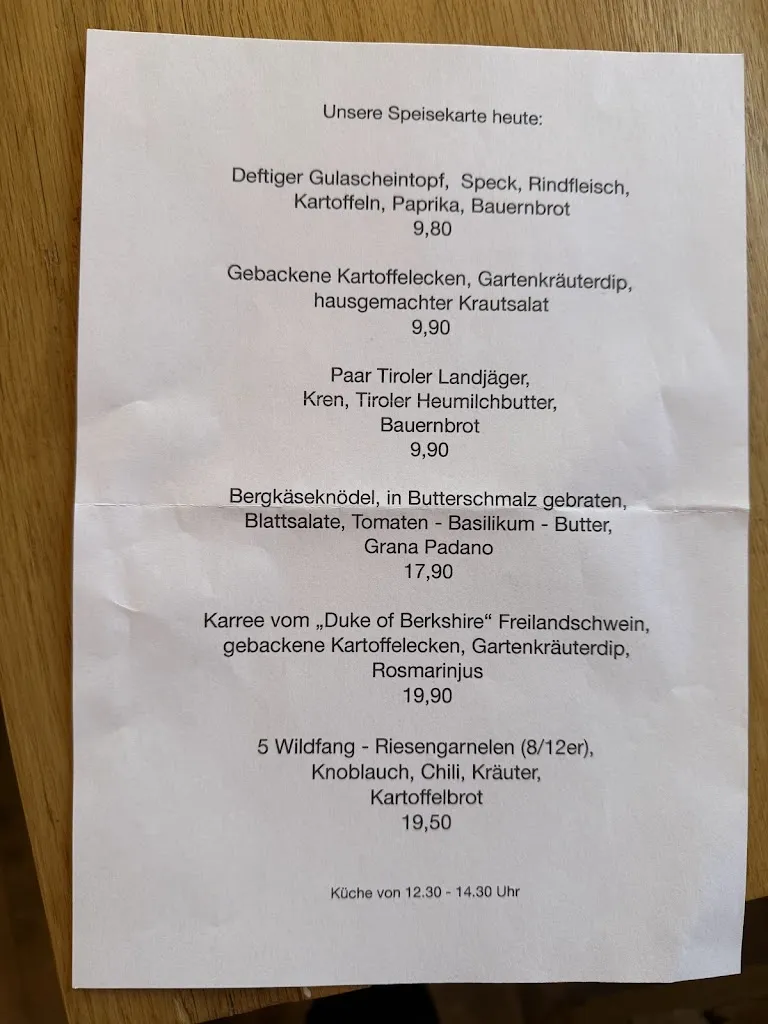 Unsere Speisekarte heute:
Deftiger Gulascheintopf, Speck, Rindfleisch,
Kartoffeln, Paprika, Bauernbrot
9,80
Gebackene Kartoffelecken, Gartenkräuterdip,
hausgemachter Krautsalat
9,90
Paar Tiroler Landjäger,
Kren, Tiroler Heumilchbutter,
Bauernbrot
9,90
Bergkäseknödel, in Butterschmalz gebraten,
Blattsalate, Tomaten - Basilikum - Butter,
Grana Padano
17,90
Karree vom „Duke of Berkshire“ Freilandschwein,
gebackene Kartoffelecken, Gartenkräuterdip,
Rosmarinjus
19,90
5 Wildfang - Riesengarnelen (8/12er),
Knoblauch, Chili, Kräuter,
Kartoffelbrot
19,50
Küche von 12.30 - 14.30 Uhr